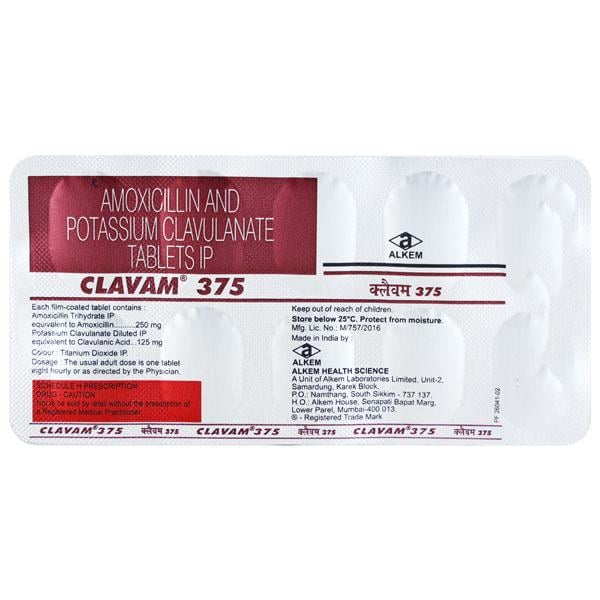 AMOXICILLIN AND
POTASSIUM CLAVULANATE
TABLETS IP
CLAVAM® 375
Each film-coated tablet contains :
Amoxicillin Trihydrate IP
equivalent to Amoxicillin..........250 mg
Potassium Clavulanate Diluted IP
equivalent to Clavulanic Acid...125 mg
Colour : Titanium Dioxide IP.
Dosage : The usual adult dose is one tablet
eight hourly or as directed by the Physician.
SCHEDULE H PRESCRIPTION
DRUG - CAUTION
Not to be sold by retail without the prescription of
a Registered Medical Practitioner.
a
ALKEM
क्लैवम 375
Keep out of reach of children.
Store below 25°C. Protect from moisture.
Mfg. Lic. No.: M/757/2016
Made in India by :
a
ALKEM
ALKEM HEALTH SCIENCE
A Unit of Alkem Laboratories Limited, Unit-2,
Samardung, Karek Block,
P.O.: Namthang, South Sikkim - 737 137.
H.O.: Alkem House, Senapati Bapat Marg,
Lower Parel, Mumbai-400 013.
® - Registered Trade Mark
PF 26041-02
CLAVAM®375 क्लैवम 375 CLAVAM®375 क्लैवम 375 CLAVAM®375 क्लैवम 375